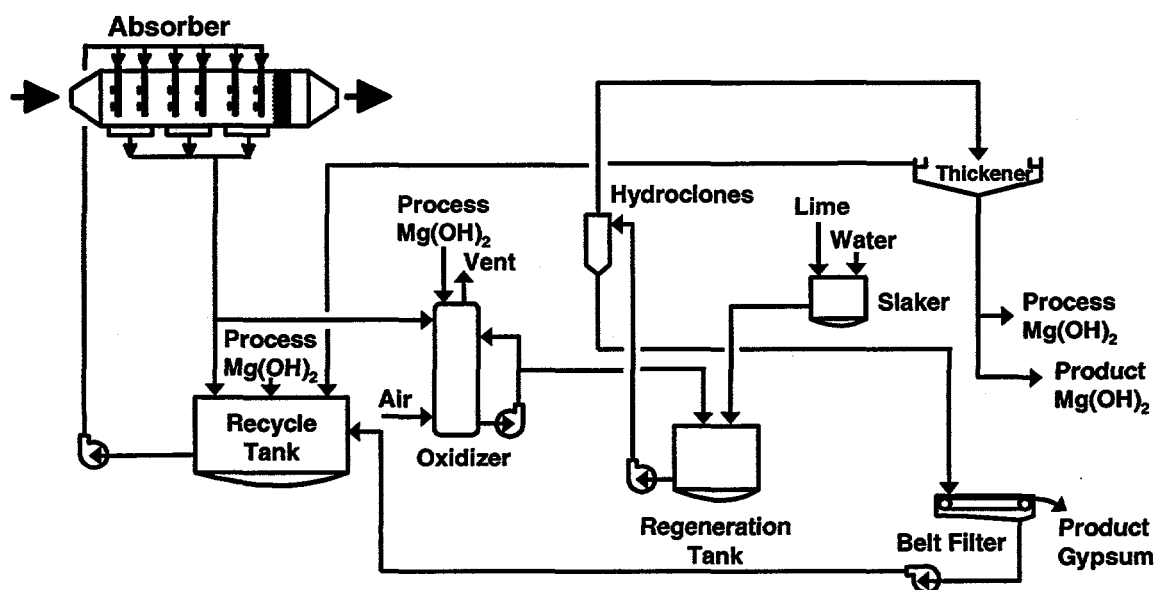 Absorber
Thickener
Hydroclones
Process
Mg(OH)2
Vent
Lime
Water
Slaker
Process
Mg(OH)2
Process
Mg(OH)2
Product
Mg(OH)2
Air
Recycle
Tank
Oxidizer
Regeneration
Tank
Belt Filter
Product
Gypsum